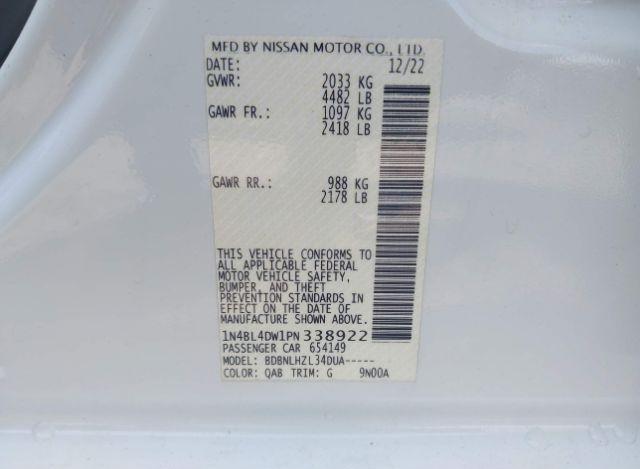 MFD BY NISSAN MOTOR CO., LTD.
DATE: 12/22
GVWR: 2033 KG
4482 LB
GAWR FR.: 1097 KG
2418 LB
GAWR RR.: 988 KG
2178 LB
THIS VEHICLE CONFORMS TO
ALL APPLICABLE FEDERAL
MOTOR VEHICLE SAFETY,
BUMPER, AND THEFT
PREVENTION STANDARDS IN
EFFECT ON THE DATE OF
MANUFACTURE SHOWN ABOVE.
1N4BL4DW1PN338922
PASSENGER CAR 654149
MODEL: BDBNLHZL34DUA-----
COLOR: QAB TRIM: G 9N00A